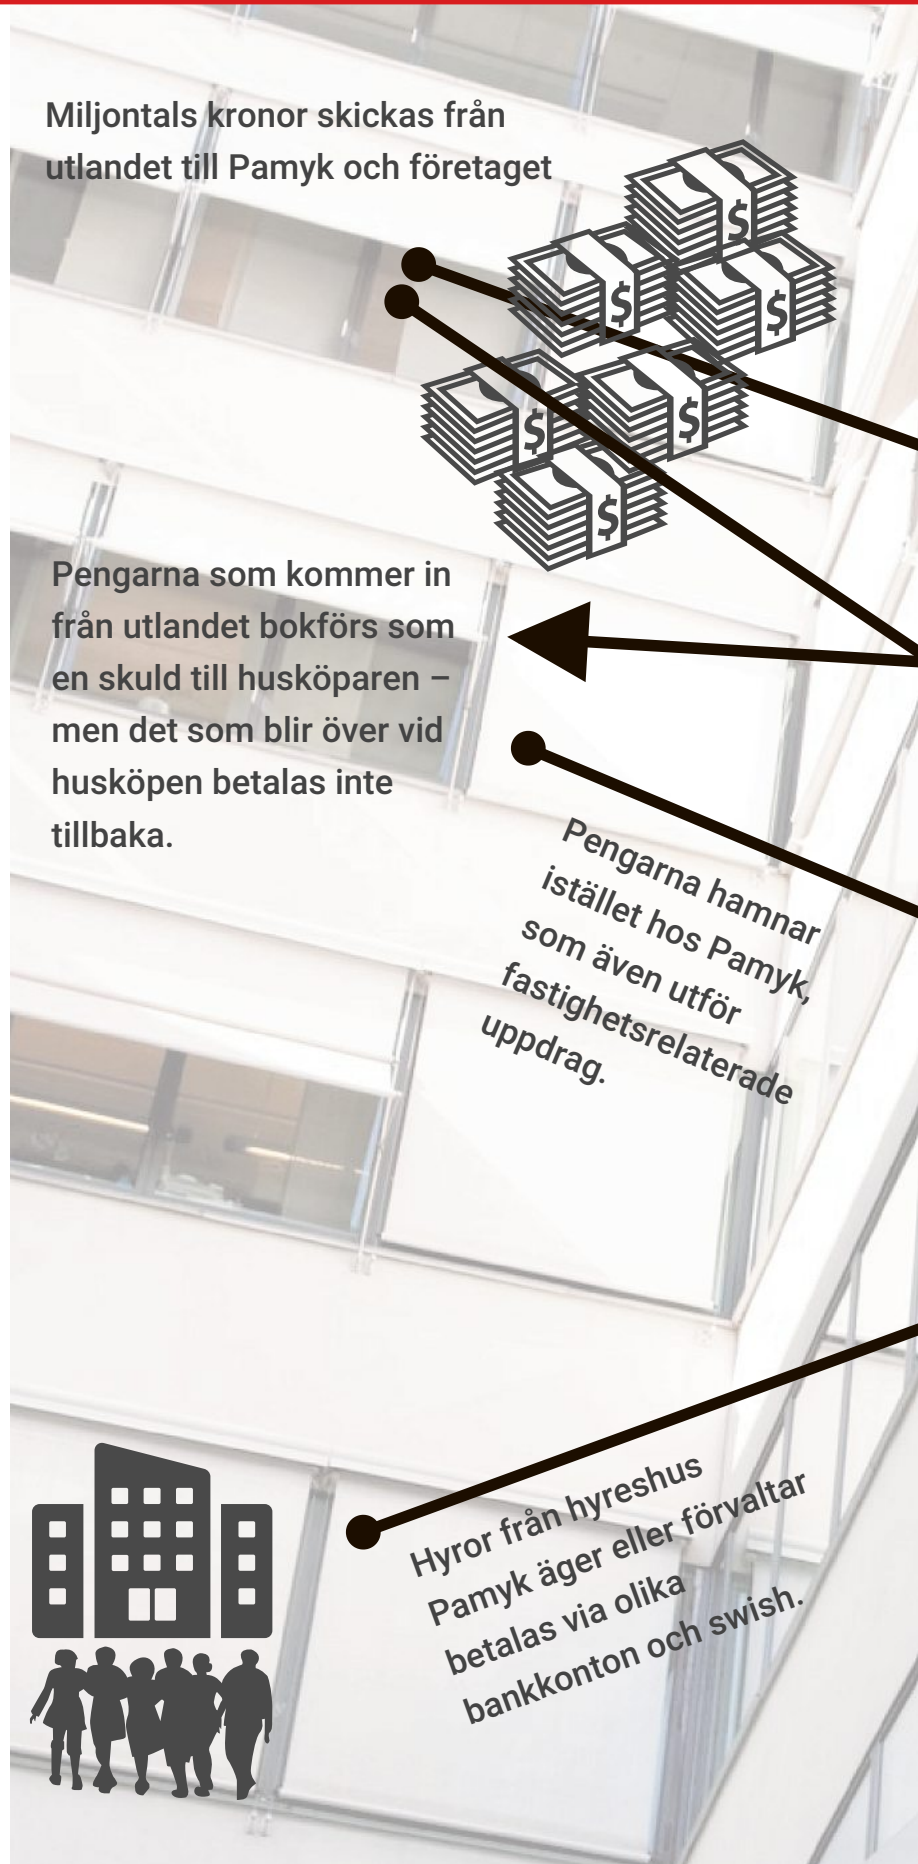 Miljontals kronor skickas från
utlandet till Pamyk och företaget
$
$
$
$
$
$
Pengarna som kommer in
från utlandet bokförs som
en skuld till husköparen –
men det som blir över vid
husköpen betalas inte
tillbaka.
Pengarna hamnar
istället hos Pamyk,
som även utför
fastighetsrelaterade
uppdrag.
Hyror från hyreshus
Pamyk äger eller förvaltar
betalas via olika
bankkonton och swish.